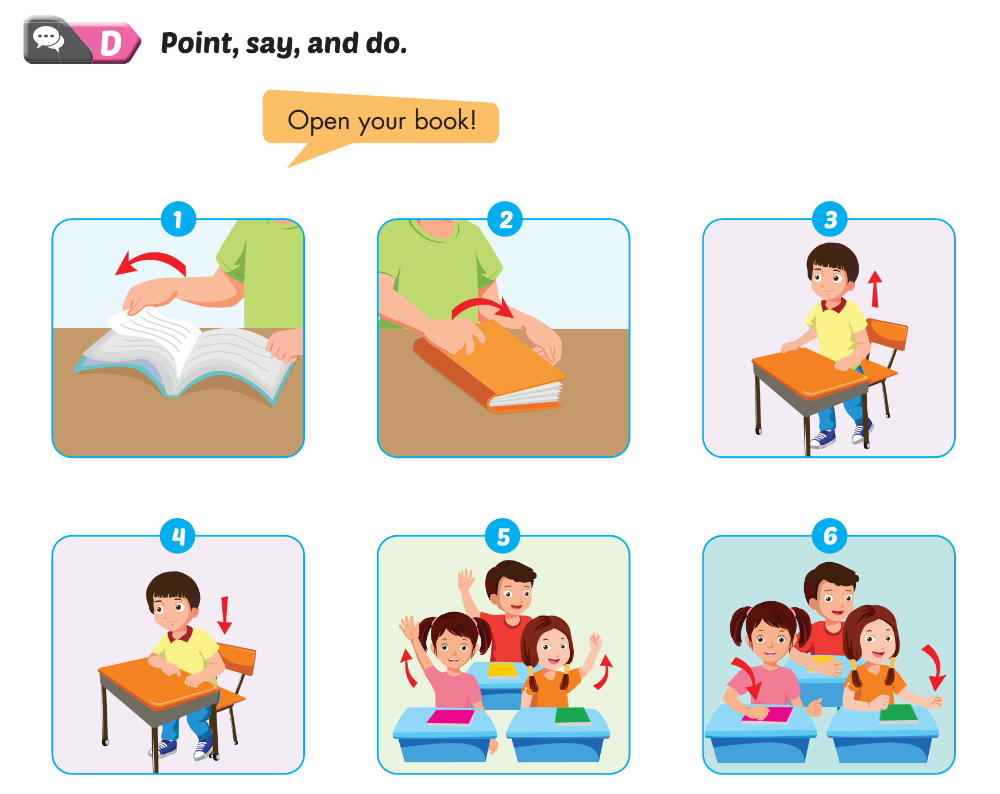 D Point, say, and do.
Open your book!
1 2 3
4 5 6